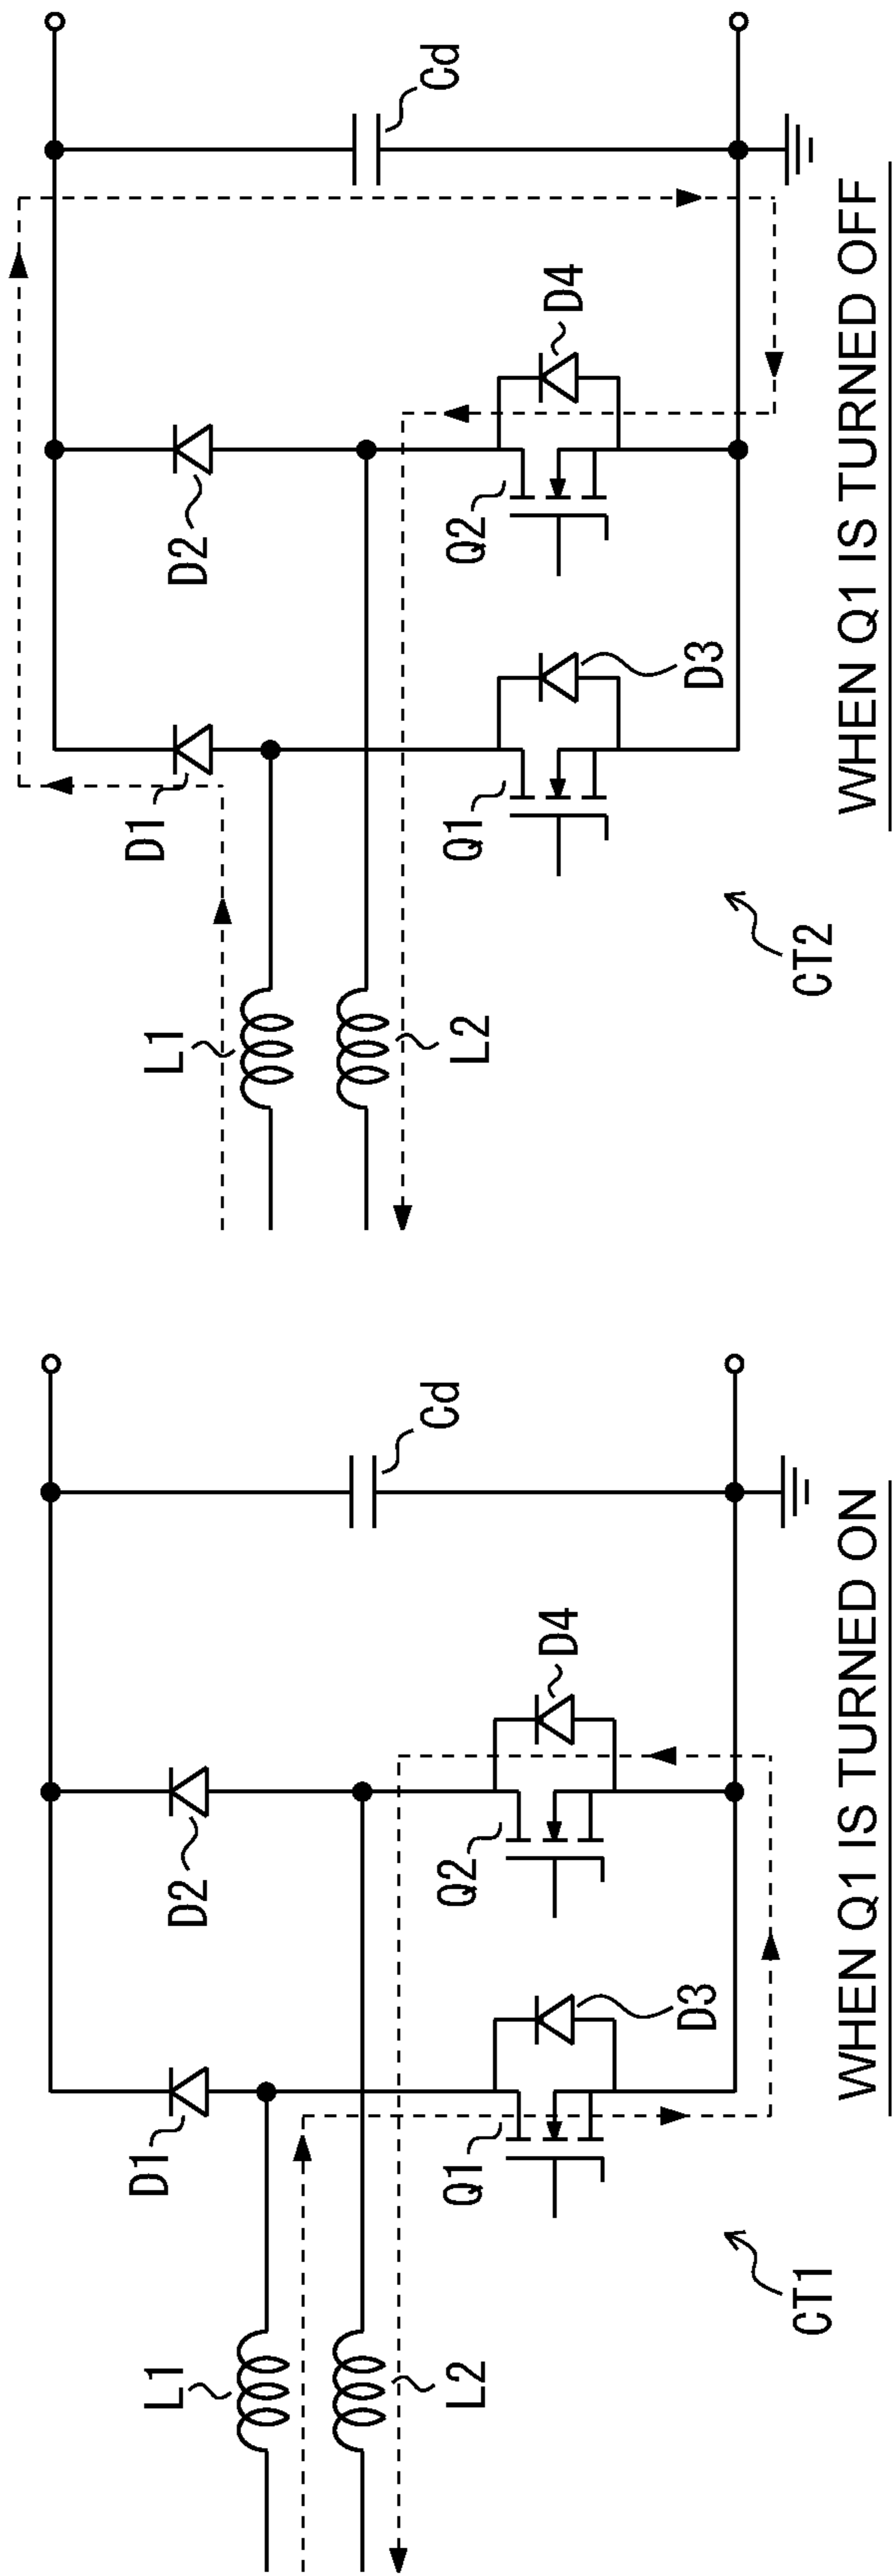 D1
D2
Cd
L1
L2
Q1
Q2
D4
D3
CT1
WHEN Q1 IS TURNED ON
D1
D2
Cd
L1
L2
Q1
Q2
D4
D3
CT2
WHEN Q1 IS TURNED OFF